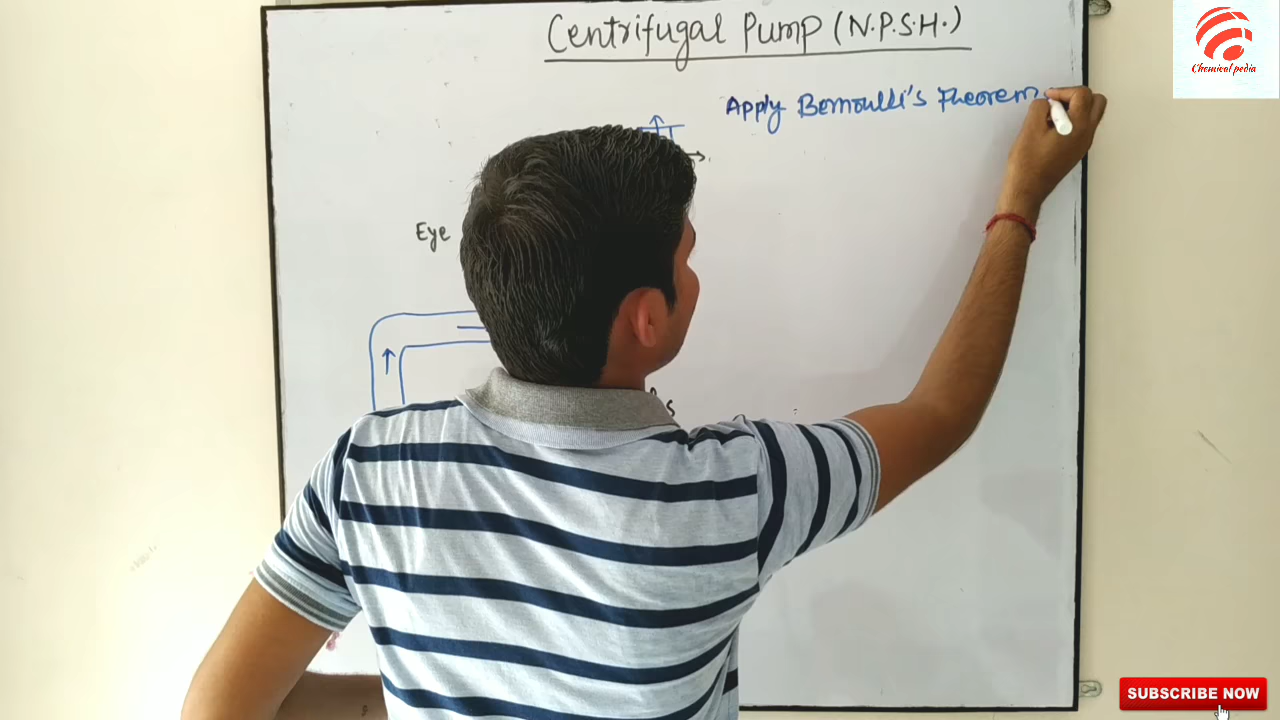 Centrifugal Pump (N.P.S.H.)
Chemical pedia
Apply Bernoulli's Theorem
Eye
s
SUBSCRIBE NOW